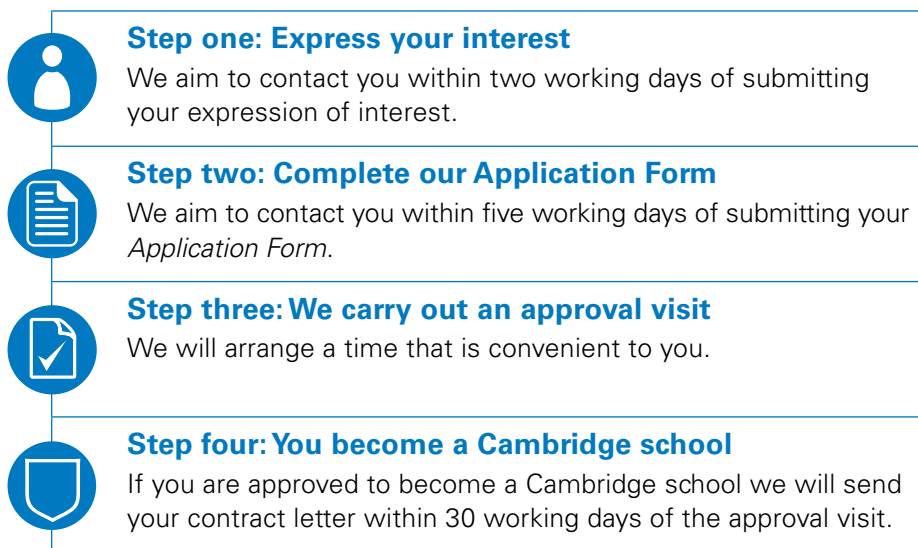 Step one: Express your interest
We aim to contact you within two working days of submitting
your expression of interest.
Step two: Complete our Application Form
We aim to contact you within five working days of submitting your
Application Form.
Step three: We carry out an approval visit
We will arrange a time that is convenient to you.
Step four: You become a Cambridge school
If you are approved to become a Cambridge school we will send
your contract letter within 30 working days of the approval visit.